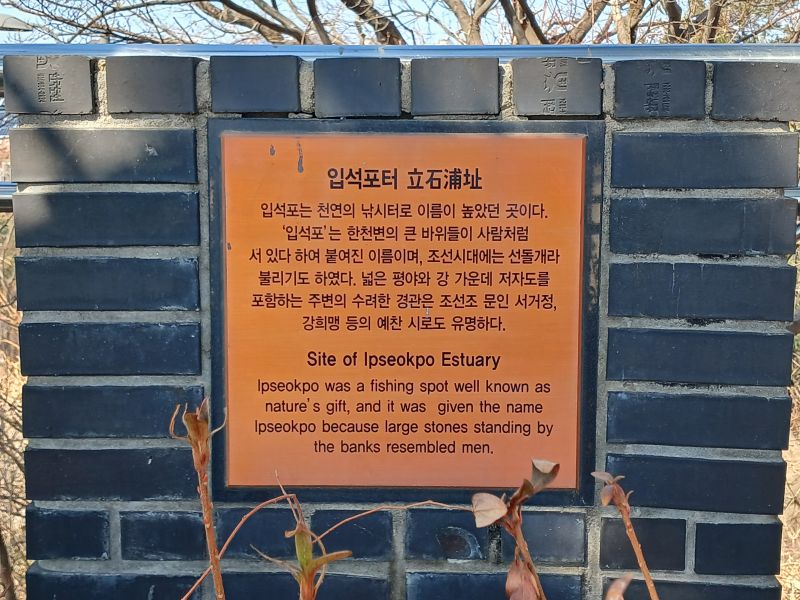 입석포터 立石浦址
입석포는 천연의 낚시터로 이름이 높았던 곳이다.
‘입석포’는 한천변의 큰 바위들이 사람처럼
서 있다 하여 붙여진 이름이며, 조선시대에는 선돌개라
불리기도 하였다. 넓은 평야와 강 가운데 저자도를
포함하는 주변의 수려한 경관은 조선조 문인 서거정,
강희맹 등의 예찬 시로도 유명하다.
Site of Ipseokpo Estuary
Ipseokpo was a fishing spot well known as
nature's gift, and it was given the name
Ipseokpo because large stones standing by
the banks resembled men.